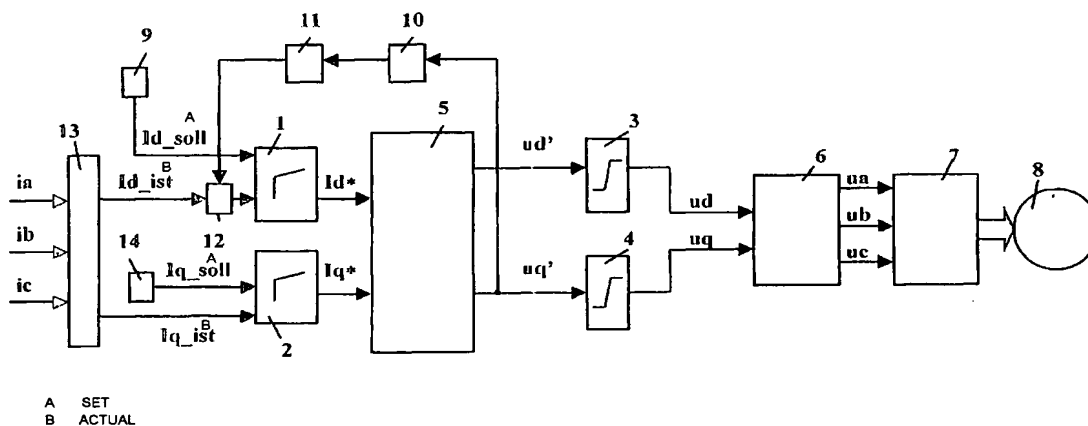 11
10
9
A
Id_soll
1
5
3
13
B
Id_ist
ud'
6
7
ia
Id*
ua
8
ud
ib
12
4
ub
14
A
Iq_soll
uq
ic
Iq*
uq'
uc
B
Iq_ist
2
A SET
B ACTUAL